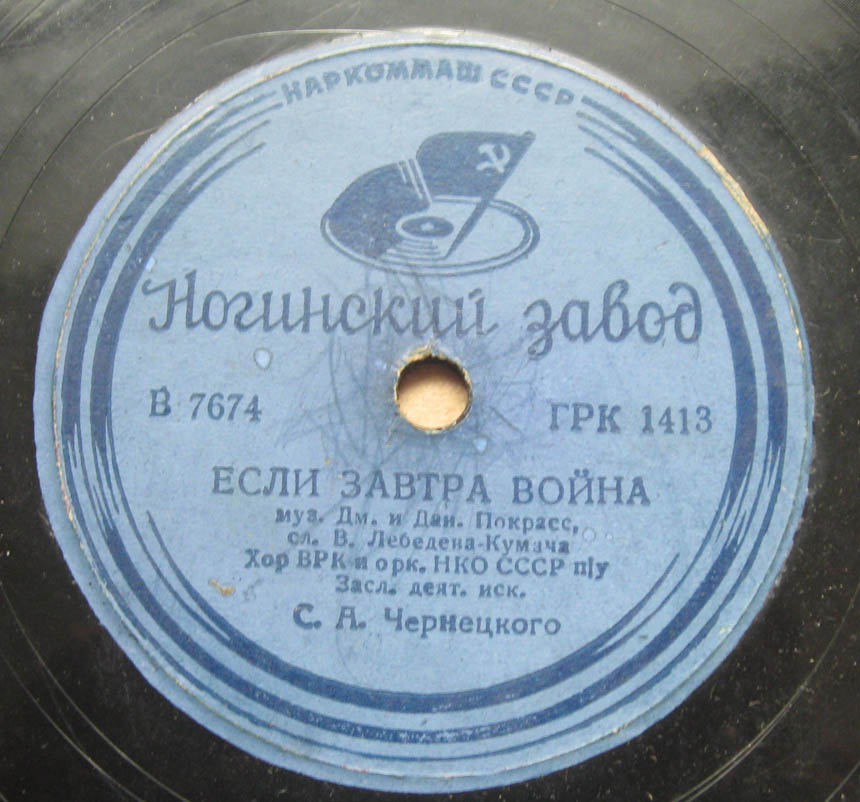 НАРКОММАШ СССР
Ногинский завод
В 7674 ГРК 1413
ЕСЛИ ЗАВТРА ВОЙНА
муз. Дм. и Дан. Покрасс,
сл. В. Лебедева-Кумача
Хор ВРК и орк. НКО СССР п/у
Засл. деят. иск.
С. А. Чернецкого